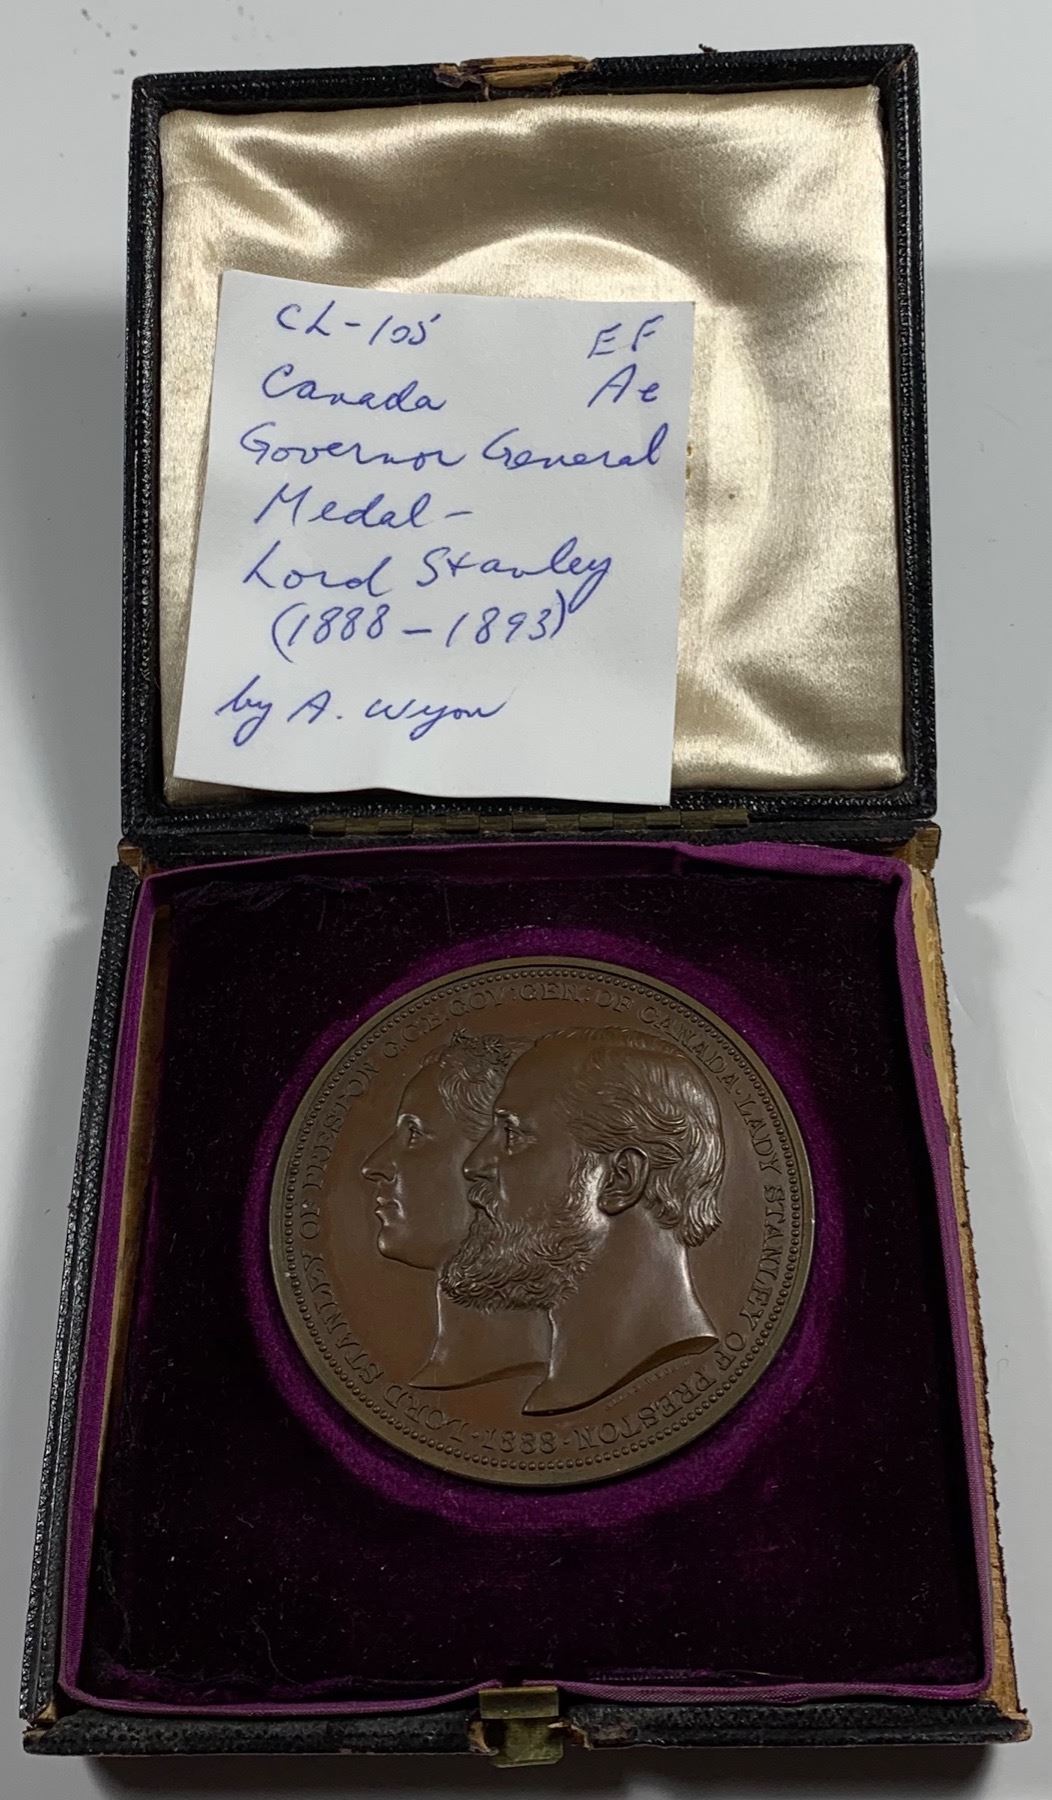 CL-105 EF
Canada Ae
Governor General
Medal -
Lord Stanley
(1888 - 1893)
by A. Wyon
LORD STANLEY OF PRESTON G.C.B. GOV: GEN: OF CANADA · LADY STANLEY OF PRESTON
· 1888 ·